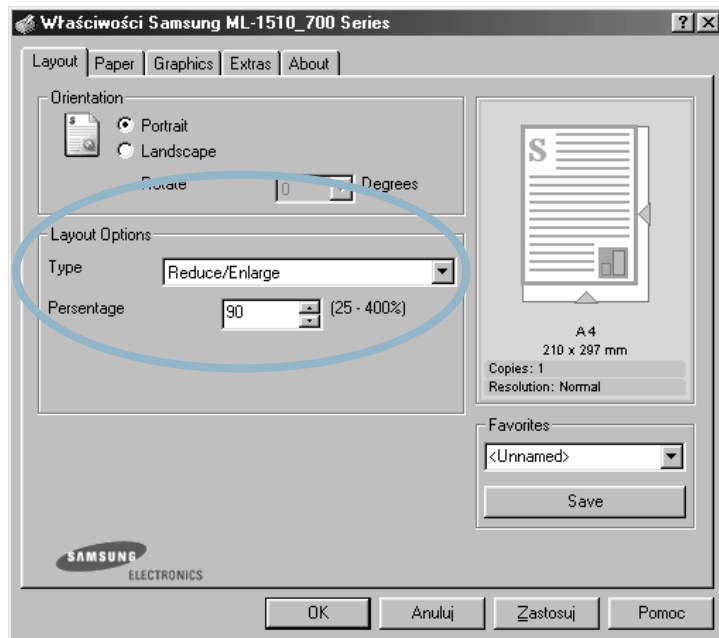 Właściwości Samsung ML-1510_700 Series
Layout Paper Graphics Extras About
Orientation
Portrait
Landscape
Rotate 0 Degrees
Layout Options
Type Reduce/Enlarge
Persentage 90 (25 - 400%)
S
S
A4
210 x 297 mm
Copies: 1
Resolution: Normal
Favorites
<Unnamed>
Save
SAMSUNG
ELECTRONICS
OK Anuluj Zastosuj Pomoc